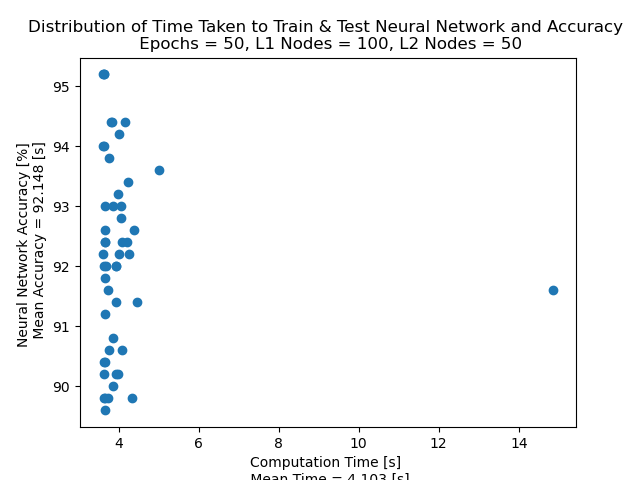 Distribution of Time Taken to Train & Test Neural Network and Accuracy
Epochs = 50, L1 Nodes = 100, L2 Nodes = 50
Neural Network Accuracy [%]
Mean Accuracy = 92.148 [s]
95
94
93
92
91
90
4 6 8 10 12 14
Computation Time [s]
Mean Time = 4.103 [s]